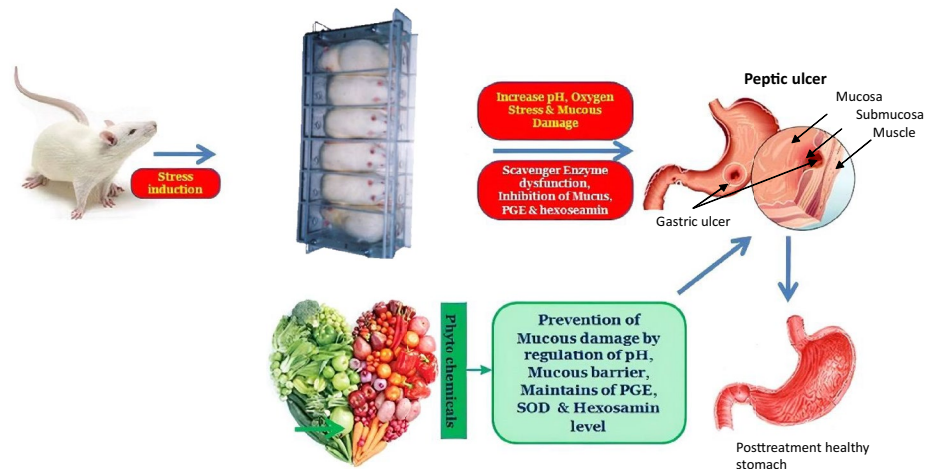 Stress
induction
Increase pH, Oxygen
Stress & Mucous
Damage
Scavenger Enzyme
dysfunction,
Inhibition of Mucus,
PGE & hexoseamin
Peptic ulcer
Mucosa
Submucosa
Muscle
Gastric ulcer
Phyto chemicals
Prevention of
Mucous damage by
regulation of pH,
Mucous barrier,
Maintains of PGE,
SOD & Hexosamin
level
Posttreatment healthy
stomach